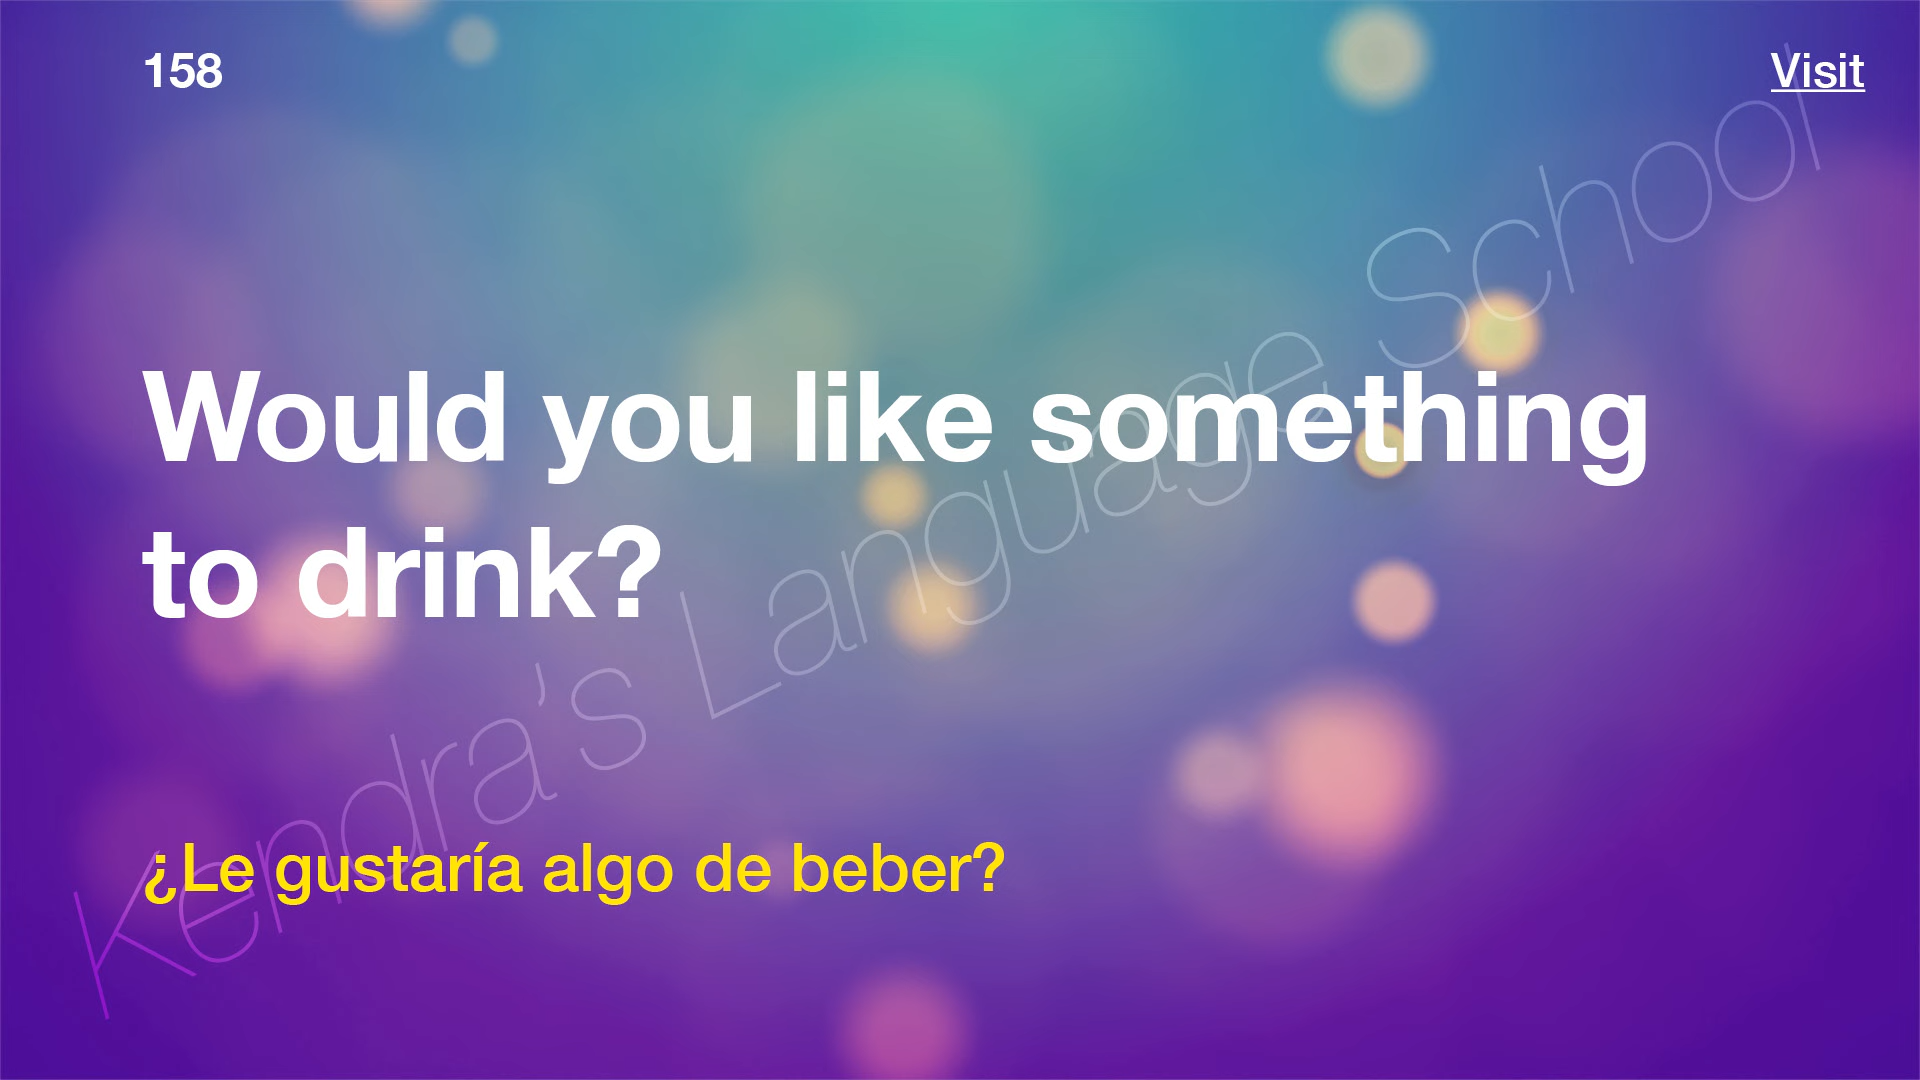 158
Visit
Would you like something
to drink?
¿Le gustaría algo de beber?
Kendra's Language School